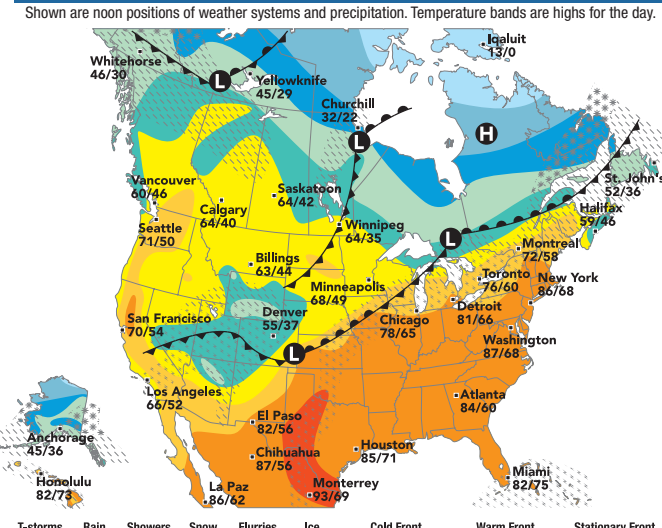 Shown are noon positions of weather systems and precipitation. Temperature bands are highs for the day.
Iqaluit
13/0
Whitehorse
46/30
L
Yellowknife
45/29
Churchill
32/22
L
H
St. John's
52/36
Vancouver
60/46
Saskatoon
64/42
Calgary
64/40
Halifax
59/46
Seattle
71/50
Winnipeg
64/35
L
Montreal
72/58
Billings
63/44
Toronto
76/60
New York
86/68
Minneapolis
68/49
Detroit
81/66
San Francisco
70/54
Denver
55/37
Chicago
78/65
Washington
87/68
L
Los Angeles
66/52
Atlanta
84/60
El Paso
82/56
Anchorage
45/36
Chihuahua
87/56
Houston
85/71
Honolulu
82/73
La Paz
86/62
Monterrey
93/69
Miami
82/75
T-storms Rain Showers Snow Flurries Ice Cold Front Warm Front Stationary Front